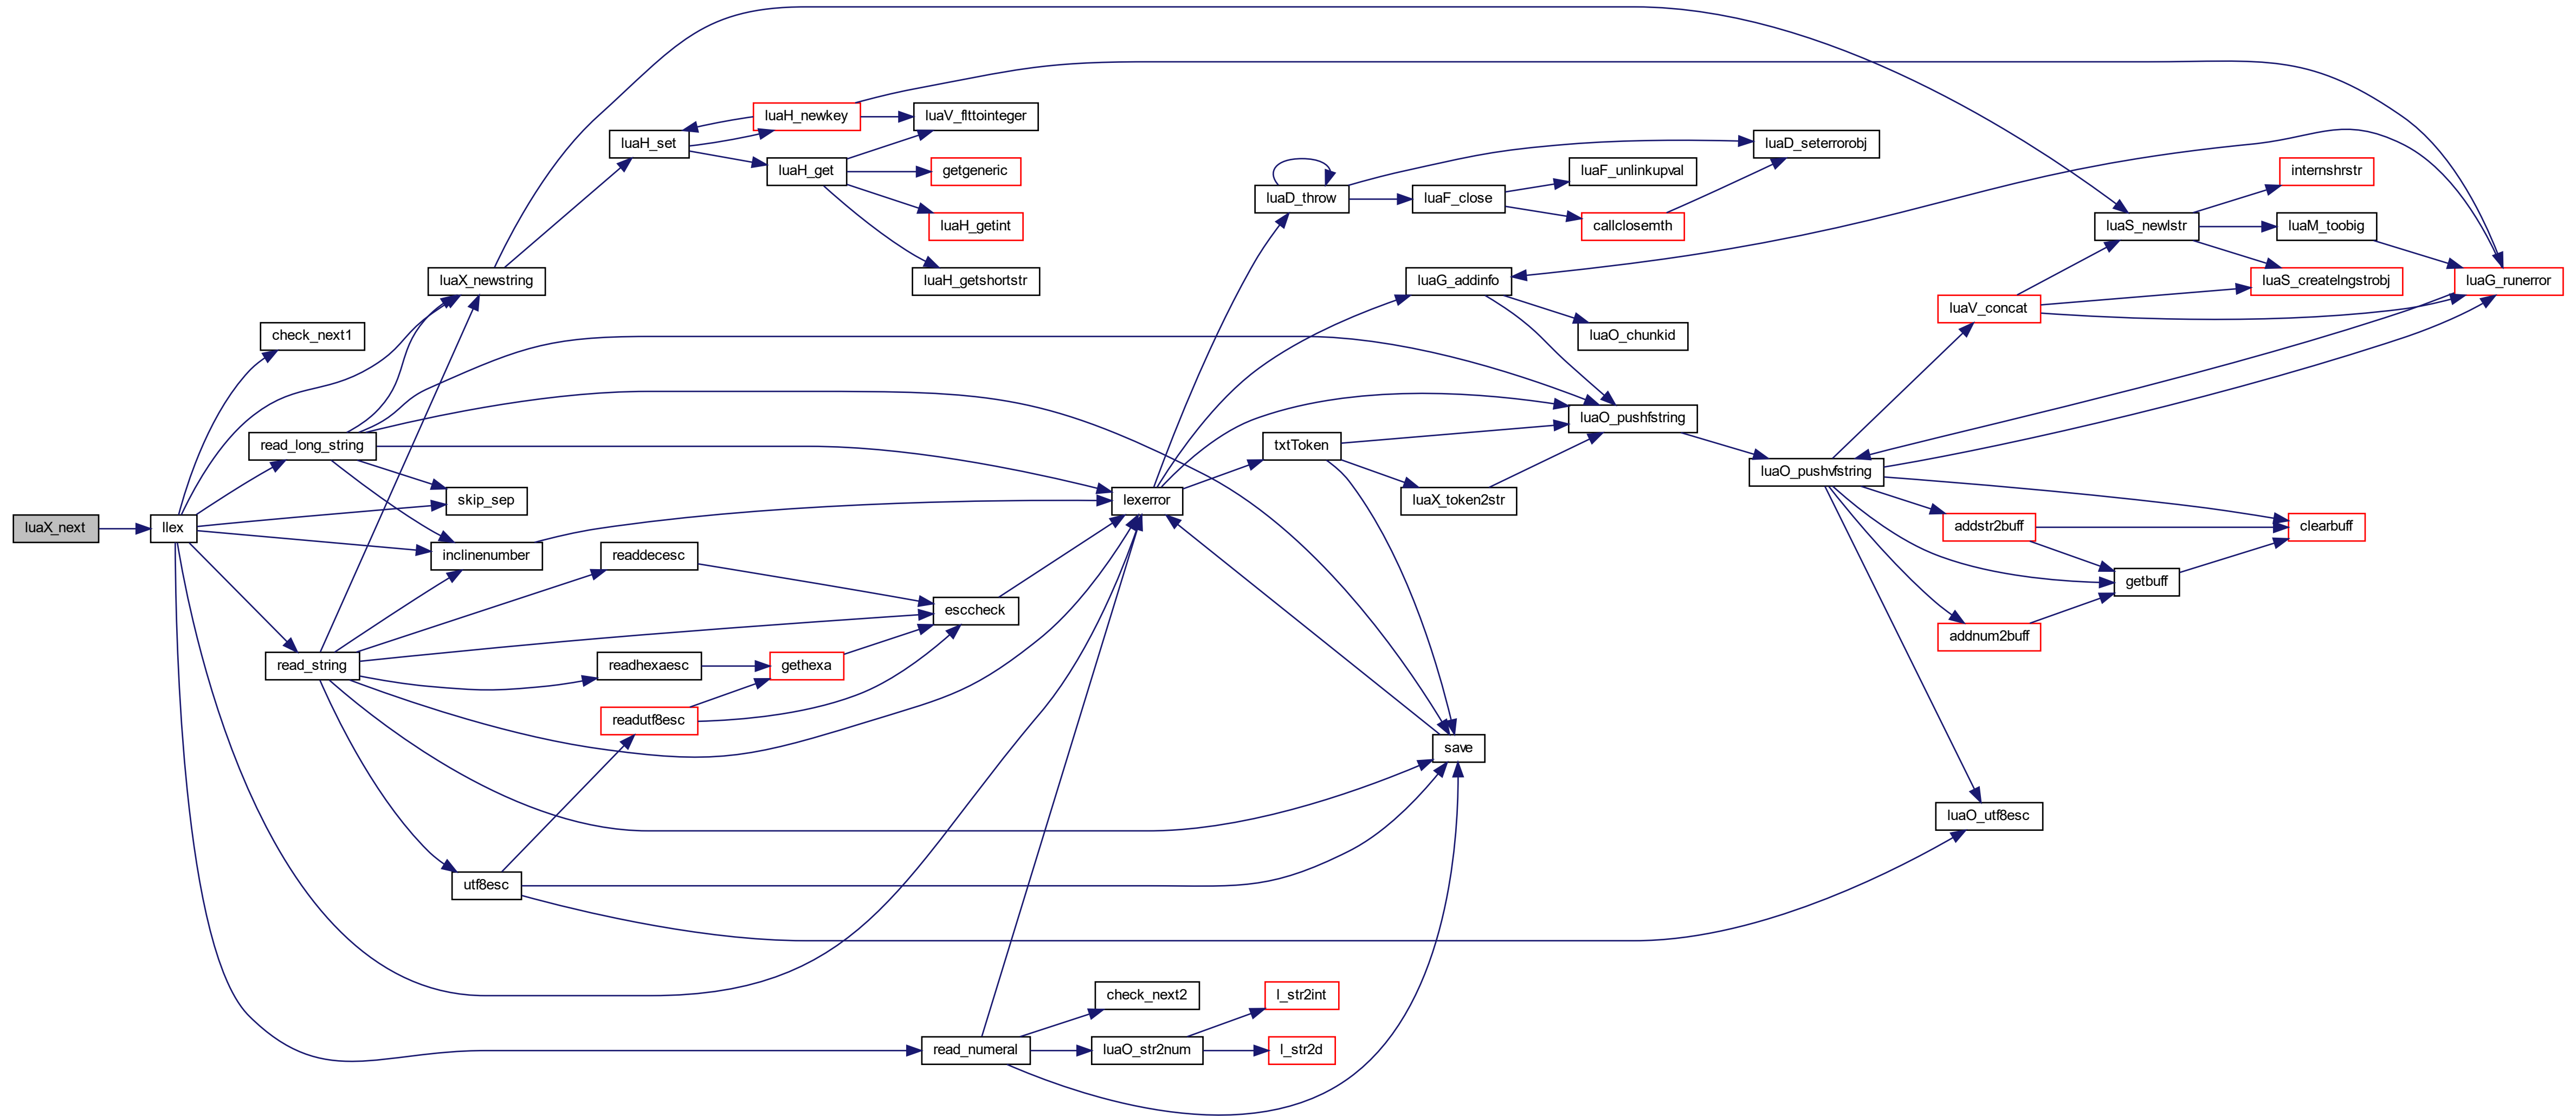 luaX_next
llex
check_next1
luaX_newstring
read_long_string
skip_sep
inclinenumber
read_string
luaH_set
luaH_newkey
luaV_flttointeger
luaH_get
getgeneric
luaH_getint
luaH_getshortstr
readdecesc
esccheck
readhexaesc
gethexa
readutf8esc
utf8esc
read_numeral
check_next2
luaO_str2num
l_str2int
l_str2d
lexerror
luaD_throw
luaD_seterrorobj
luaF_close
luaF_unlinkupval
callclosemth
luaG_addinfo
luaO_chunkid
luaO_pushfstring
txtToken
luaX_token2str
save
luaO_pushvfstring
luaV_concat
luaS_newlstr
internshrstr
luaM_toobig
luaS_createlngstrobj
luaG_runerror
addstr2buff
clearbuff
getbuff
addnum2buff
luaO_utf8esc